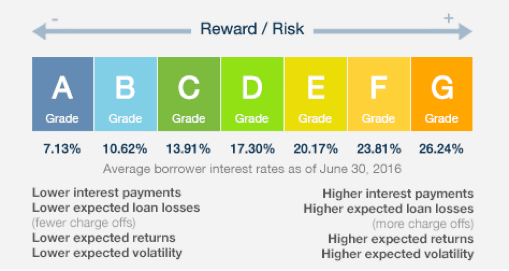 - +
Reward / Risk
A B C D E F G
Grade Grade Grade Grade Grade Grade Grade
7.13% 10.62% 13.91% 17.30% 20.17% 23.81% 26.24%
Average borrower interest rates as of June 30, 2016
Lower interest payments
Lower expected loan losses
(fewer charge offs)
Lower expected returns
Lower expected volatility
Higher interest payments
Higher expected loan losses
(more charge offs)
Higher expected returns
Higher expected volatility